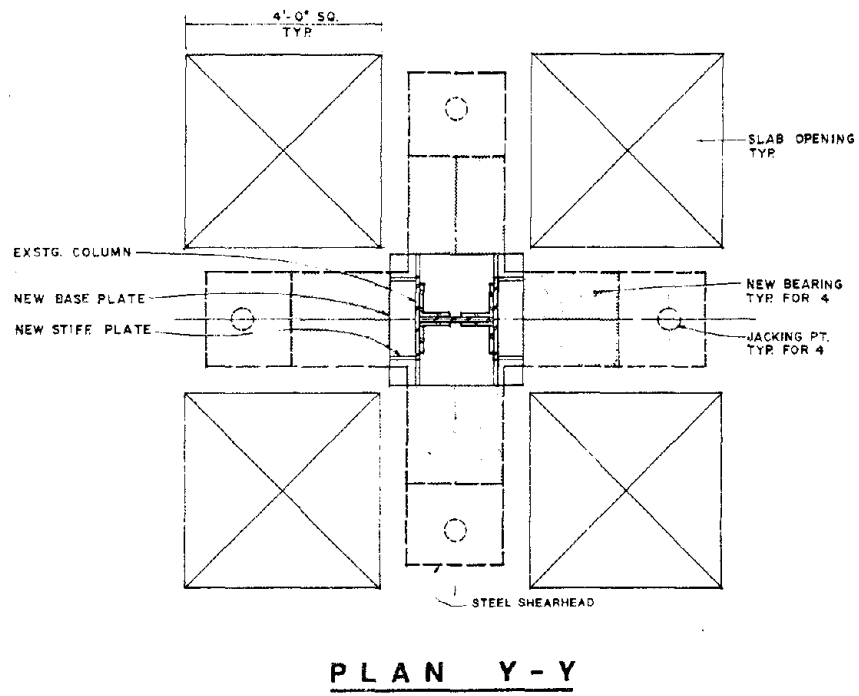 4'-0" SQ.
TYP.
SLAB OPENING
TYP.
EXSTG. COLUMN
NEW BASE PLATE
NEW STIFF. PLATE
NEW BEARING
TYP. FOR 4
JACKING PT.
TYP. FOR 4
STEEL SHEARHEAD
PLAN Y-Y